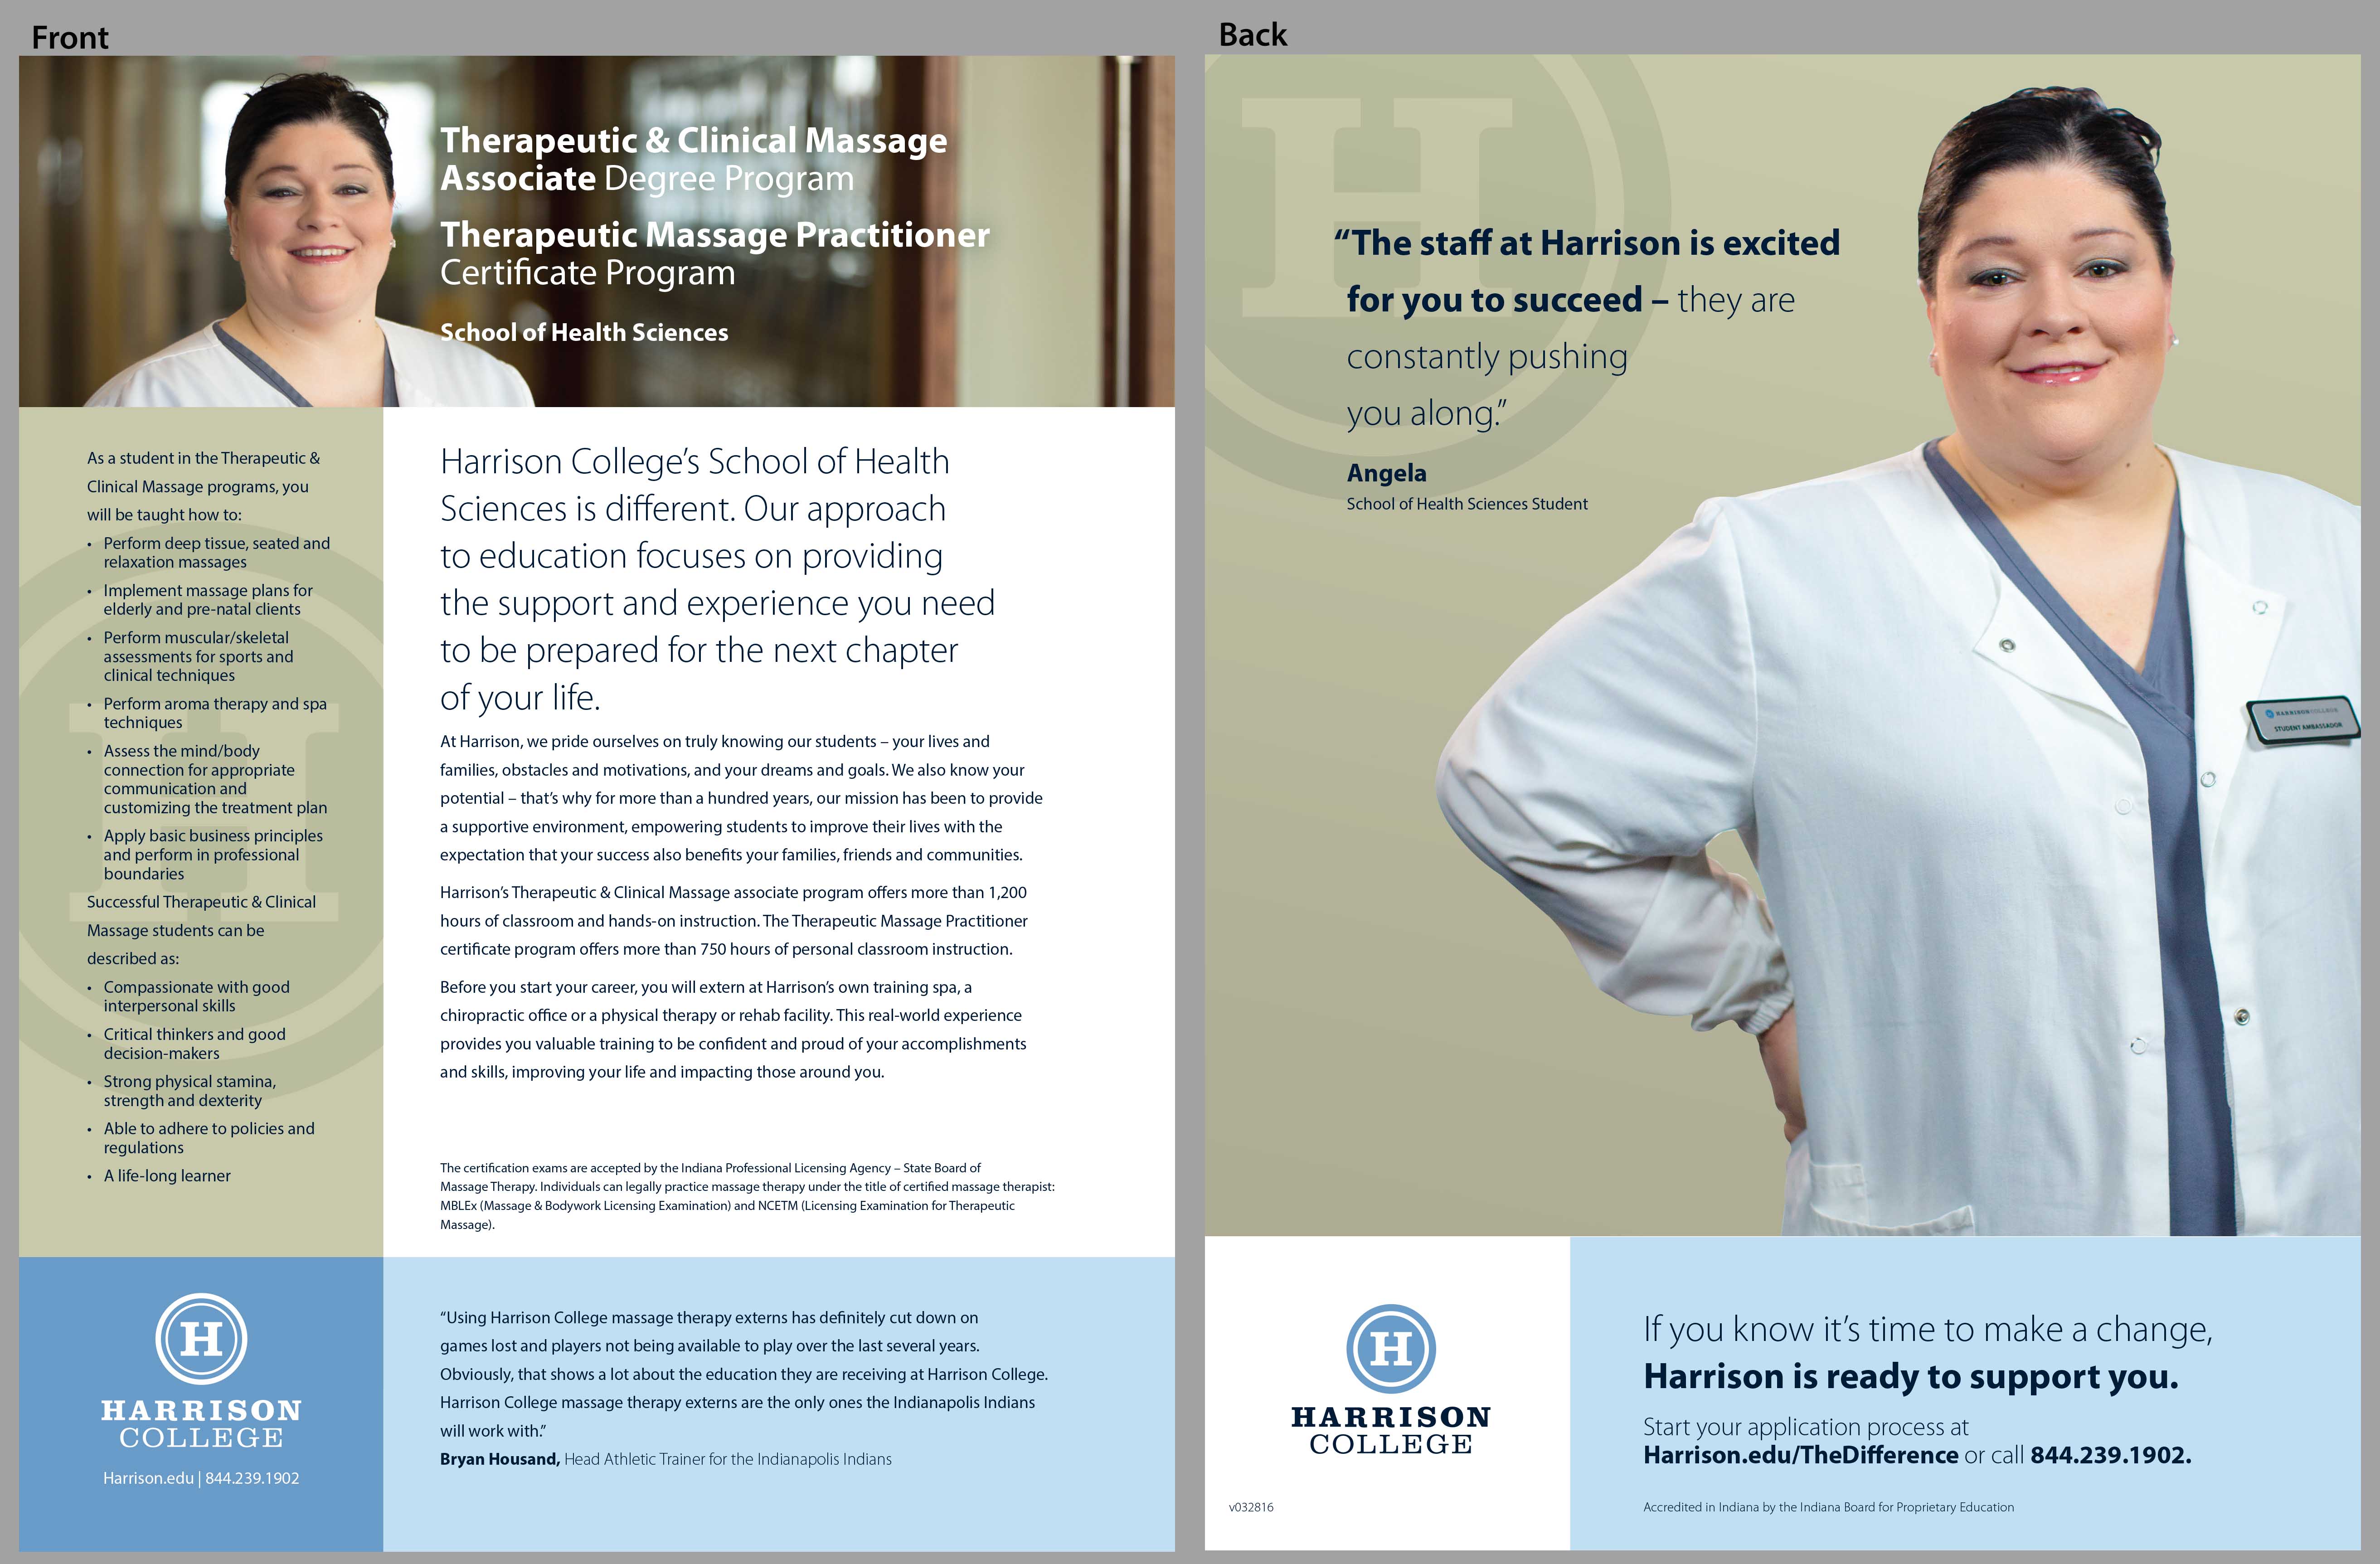 Front
Therapeutic & Clinical Massage
Associate Degree Program
Therapeutic Massage Practitioner
Certificate Program
School of Health Sciences
As a student in the Therapeutic &
Clinical Massage programs, you
will be taught how to:
• Perform deep tissue, seated and
relaxation massages
• Implement massage plans for
elderly and pre-natal clients
• Perform muscular/skeletal
assessments for sports and
clinical techniques
• Perform aroma therapy and spa
techniques
• Assess the mind/body
connection for appropriate
communication and
customizing the treatment plan
• Apply basic business principles
and perform in professional
boundaries
Successful Therapeutic & Clinical
Massage students can be
described as:
• Compassionate with good
interpersonal skills
• Critical thinkers and good
decision-makers
• Strong physical stamina,
strength and dexterity
• Able to adhere to policies and
regulations
• A life-long learner
H
Harrison College’s School of Health
Sciences is different. Our approach
to education focuses on providing
the support and experience you need
to be prepared for the next chapter
of your life.
At Harrison, we pride ourselves on truly knowing our students – your lives and
families, obstacles and motivations, and your dreams and goals. We also know your
potential – that’s why for more than a hundred years, our mission has been to provide
a supportive environment, empowering students to improve their lives with the
expectation that your success also benefits your families, friends and communities.
Harrison’s Therapeutic & Clinical Massage associate program offers more than 1,200
hours of classroom and hands-on instruction. The Therapeutic Massage Practitioner
certificate program offers more than 750 hours of personal classroom instruction.
Before you start your career, you will extern at Harrison’s own training spa, a
chiropractic office or a physical therapy or rehab facility. This real-world experience
provides you valuable training to be confident and proud of your accomplishments
and skills, improving your life and impacting those around you.
The certification exams are accepted by the Indiana Professional Licensing Agency – State Board of
Massage Therapy. Individuals can legally practice massage therapy under the title of certified massage therapist:
MBLEx (Massage & Bodywork Licensing Examination) and NCETM (Licensing Examination for Therapeutic
Massage).
H
HARRISON
COLLEGE
Harrison.edu | 844.239.1902
“Using Harrison College massage therapy externs has definitely cut down on
games lost and players not being available to play over the last several years.
Obviously, that shows a lot about the education they are receiving at Harrison College.
Harrison College massage therapy externs are the only ones the Indianapolis Indians
will work with.”
Bryan Housand, Head Athletic Trainer for the Indianapolis Indians
Back
H
“The staff at Harrison is excited
for you to succeed – they are
constantly pushing
you along.”
Angela
School of Health Sciences Student
HARRISON COLLEGE
STUDENT AMBASSADOR
H
HARRISON
COLLEGE
v032816
If you know it’s time to make a change,
Harrison is ready to support you.
Start your application process at
Harrison.edu/TheDifference or call 844.239.1902.
Accredited in Indiana by the Indiana Board for Proprietary Education